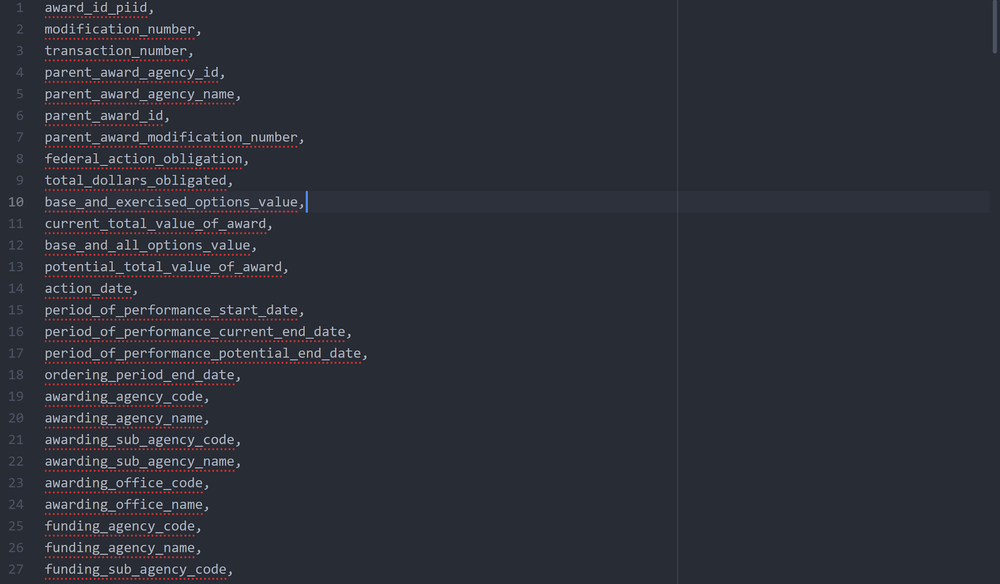 1 award_id_piid,
2 modification_number,
3 transaction_number,
4 parent_award_agency_id,
5 parent_award_agency_name,
6 parent_award_id,
7 parent_award_modification_number,
8 federal_action_obligation,
9 total_dollars_obligated,
10 base_and_exercised_options_value,
11 current_total_value_of_award,
12 base_and_all_options_value,
13 potential_total_value_of_award,
14 action_date,
15 period_of_performance_start_date,
16 period_of_performance_current_end_date,
17 period_of_performance_potential_end_date,
18 ordering_period_end_date,
19 awarding_agency_code,
20 awarding_agency_name,
21 awarding_sub_agency_code,
22 awarding_sub_agency_name,
23 awarding_office_code,
24 awarding_office_name,
25 funding_agency_code,
26 funding_agency_name,
27 funding_sub_agency_code,